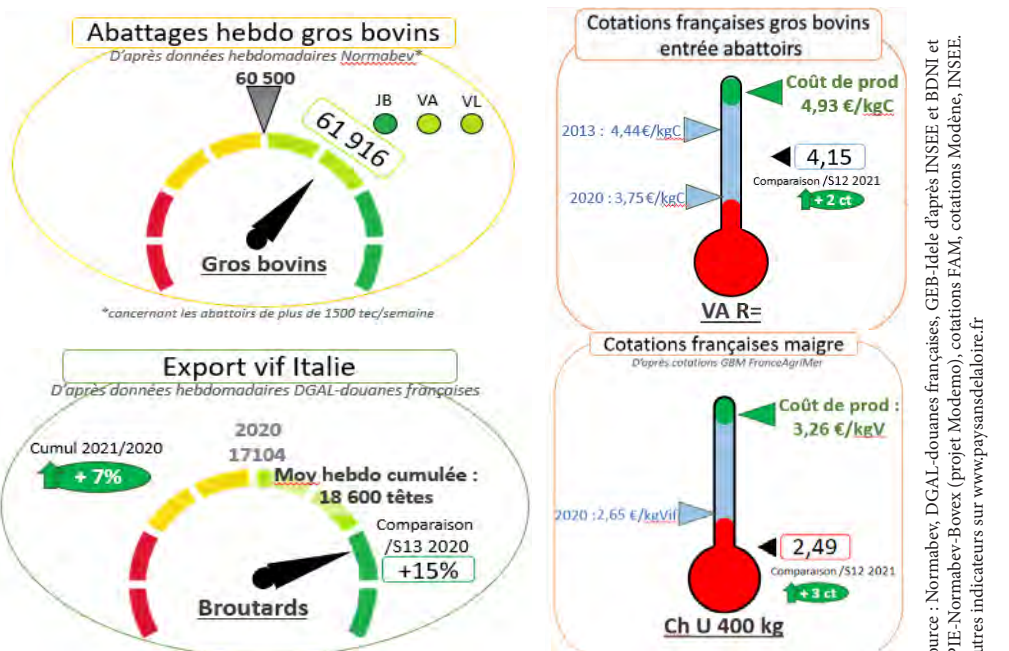 Abattages hebdo gros bovins
D'après données hebdomadaires Normabev*
60 500
JB VA VL
61 916
Gros bovins
*concernant les abattoirs de plus de 1500 tec/semaine
Cotations françaises gros bovins
entrée abattoirs
Coût de prod
4,93 €/kgC
2013 : 4,44€/kgC
4,15
Comparaison /S12 2021
+ 2 ct
2020 : 3,75€/kgC
VA R=
Export vif Italie
D'après données hebdomadaires DGAL-douanes françaises
Cumul 2021/2020
+ 7%
2020
17104
Moy hebdo cumulée :
18 600 têtes
Comparaison
/S13 2020
+15%
Broutards
Cotations françaises maigre
D'après cotations GBM FranceAgriMer
Coût de prod :
3,26 €/kgV
2020 : 2,65 €/kgVif
2,49
Comparaison /S12 2021
+ 3 ct
Ch U 400 kg
ource : Normabev, DGAL-douanes françaises, GEB-Idele d'après INSEE et BDNI et
PIE-Normabev-Bovex (projet Modemo), cotations FAM, cotations Modène, INSEE.
utres indicateurs sur www.paysansdelaloire.fr